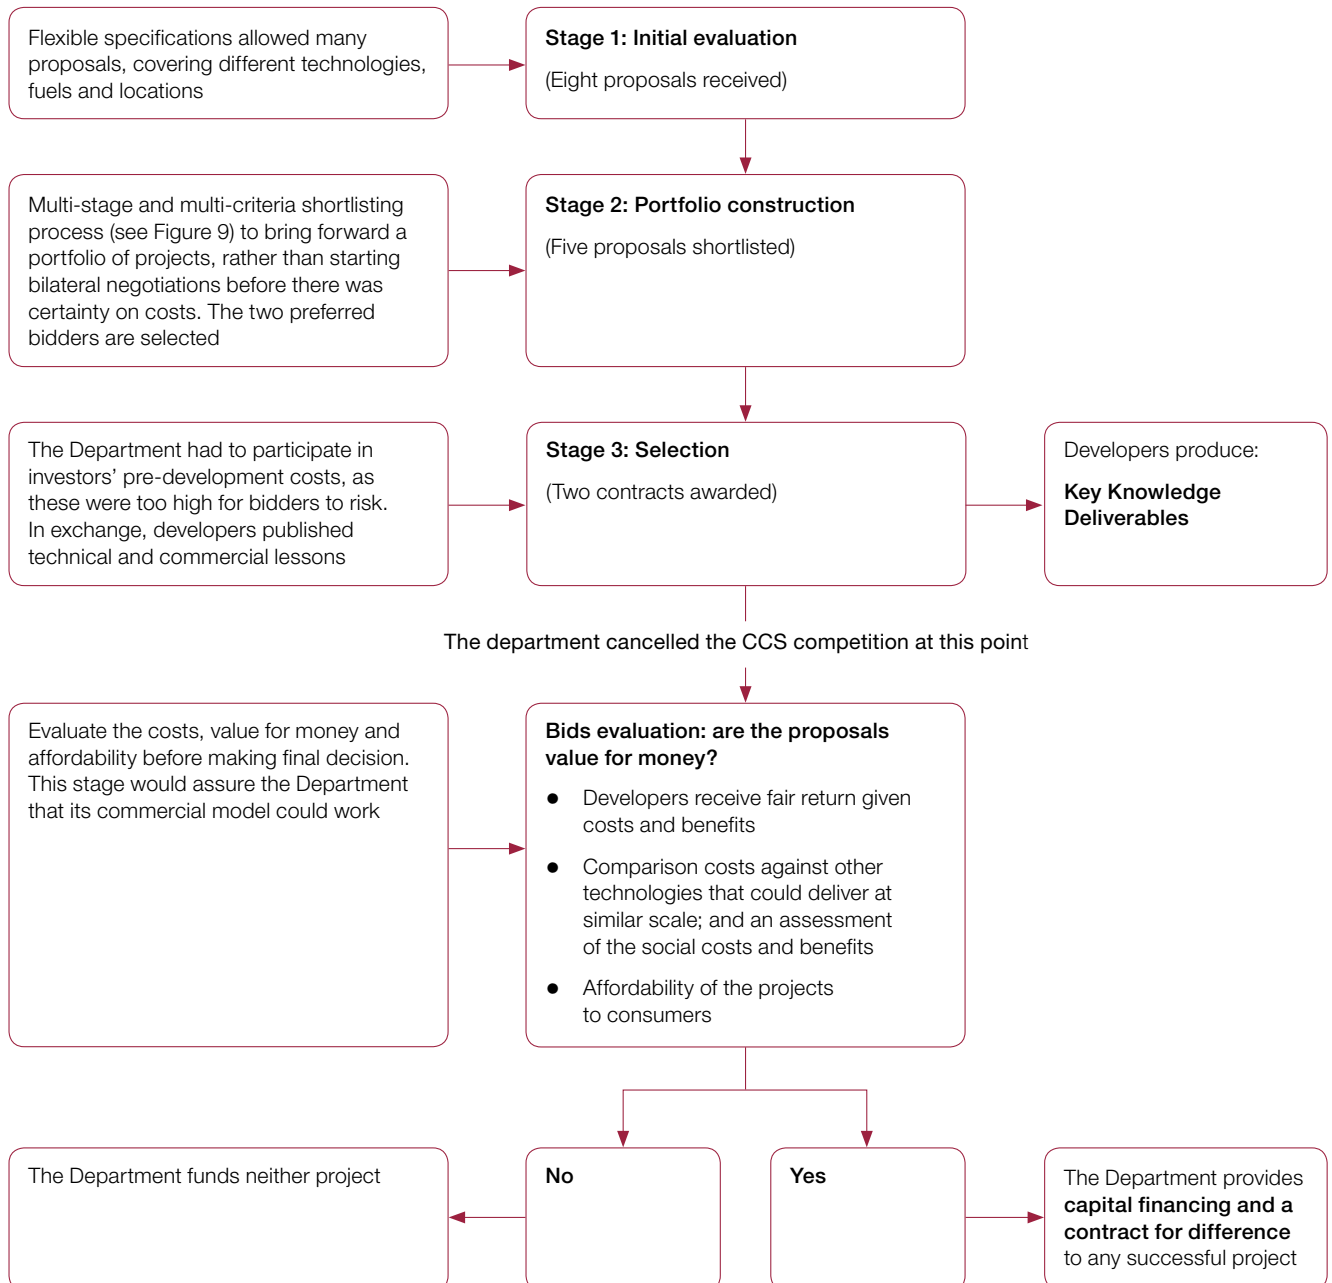 Flexible specifications allowed many
proposals, covering different technologies,
fuels and locations
Stage 1: Initial evaluation
(Eight proposals received)
Multi-stage and multi-criteria shortlisting
process (see Figure 9) to bring forward a
portfolio of projects, rather than starting
bilateral negotiations before there was
certainty on costs. The two preferred
bidders are selected
Stage 2: Portfolio construction
(Five proposals shortlisted)
The Department had to participate in
investors’ pre-development costs, as
these were too high for bidders to risk.
In exchange, developers published
technical and commercial lessons
Stage 3: Selection
(Two contracts awarded)
Developers produce:
Key Knowledge
Deliverables
The department cancelled the CCS competition at this point
Evaluate the costs, value for money and
affordability before making final decision.
This stage would assure the Department
that its commercial model could work
Bids evaluation: are the proposals
value for money?
● Developers receive fair return given
costs and benefits
● Comparison costs against other
technologies that could deliver at
similar scale; and an assessment
of the social costs and benefits
● Affordability of the projects
to consumers
The Department funds neither project
No
Yes
The Department provides
capital financing and a
contract for difference
to any successful project